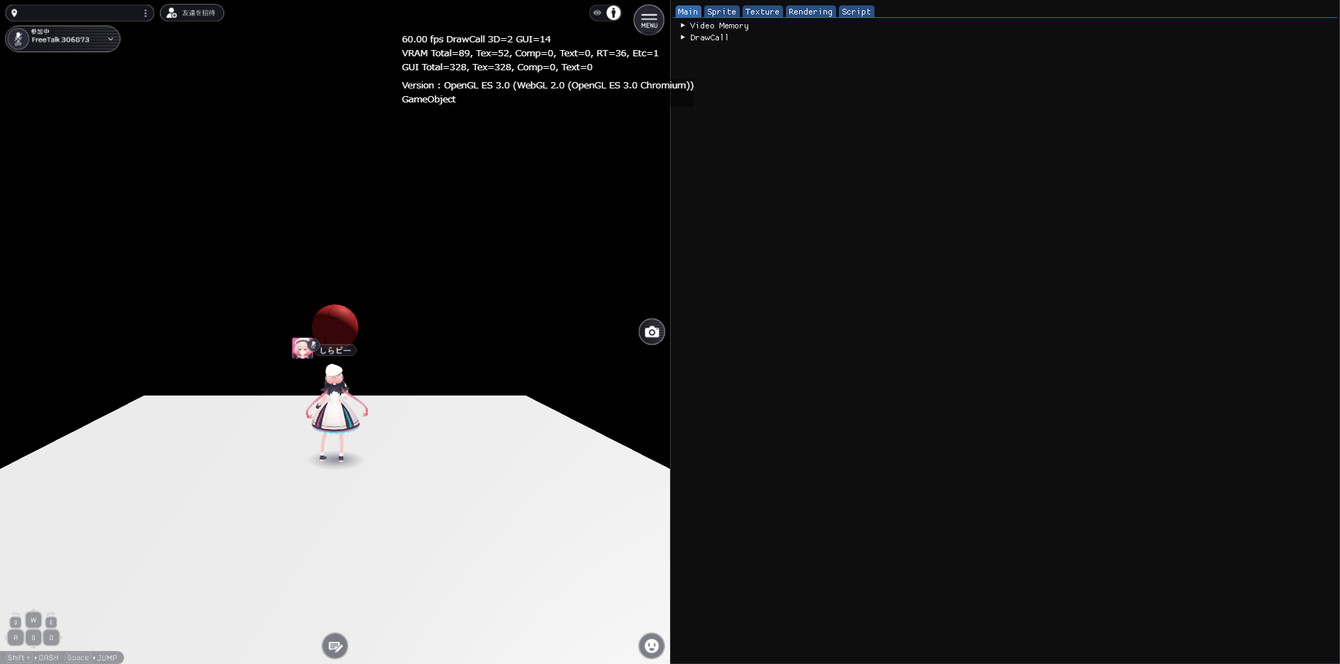 友達を招待
参加中
FreeTalk 306873
MENU
60.00 fps DrawCall 3D=2 GUI=14
VRAM Total=89, Tex=52, Comp=0, Text=0, RT=36, Etc=1
GUI Total=328, Tex=328, Comp=0, Text=0
Version : OpenGL ES 3.0 (WebGL 2.0 (OpenGL ES 3.0 Chromium))
GameObject
Main Sprite Texture Rendering Script
Video Memory
DrawCall
しらピー
W
A S D
Shift + DASH Space JUMP